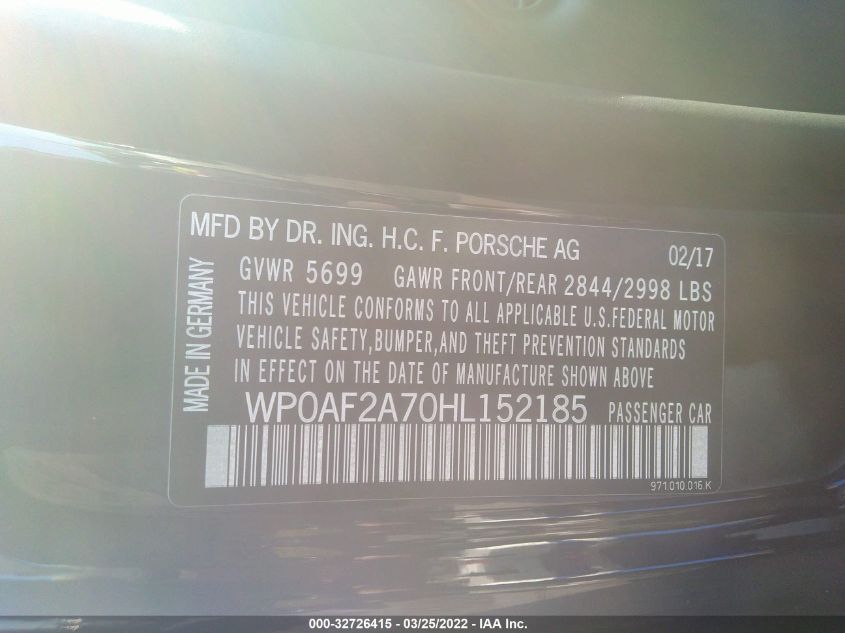 MFD BY DR. ING. H.C. F. PORSCHE AG 02/17
GVWR 5699 GAWR FRONT/REAR 2844/2998 LBS
THIS VEHICLE CONFORMS TO ALL APPLICABLE U.S.FEDERAL MOTOR
VEHICLE SAFETY,BUMPER,AND THEFT PREVENTION STANDARDS
IN EFFECT ON THE DATE OF MANUFACTURE SHOWN ABOVE
MADE IN GERMANY
WP0AF2A70HL152185 PASSENGER CAR
971.010.016 K
000-32726415 - 03/25/2022 - IAA Inc.